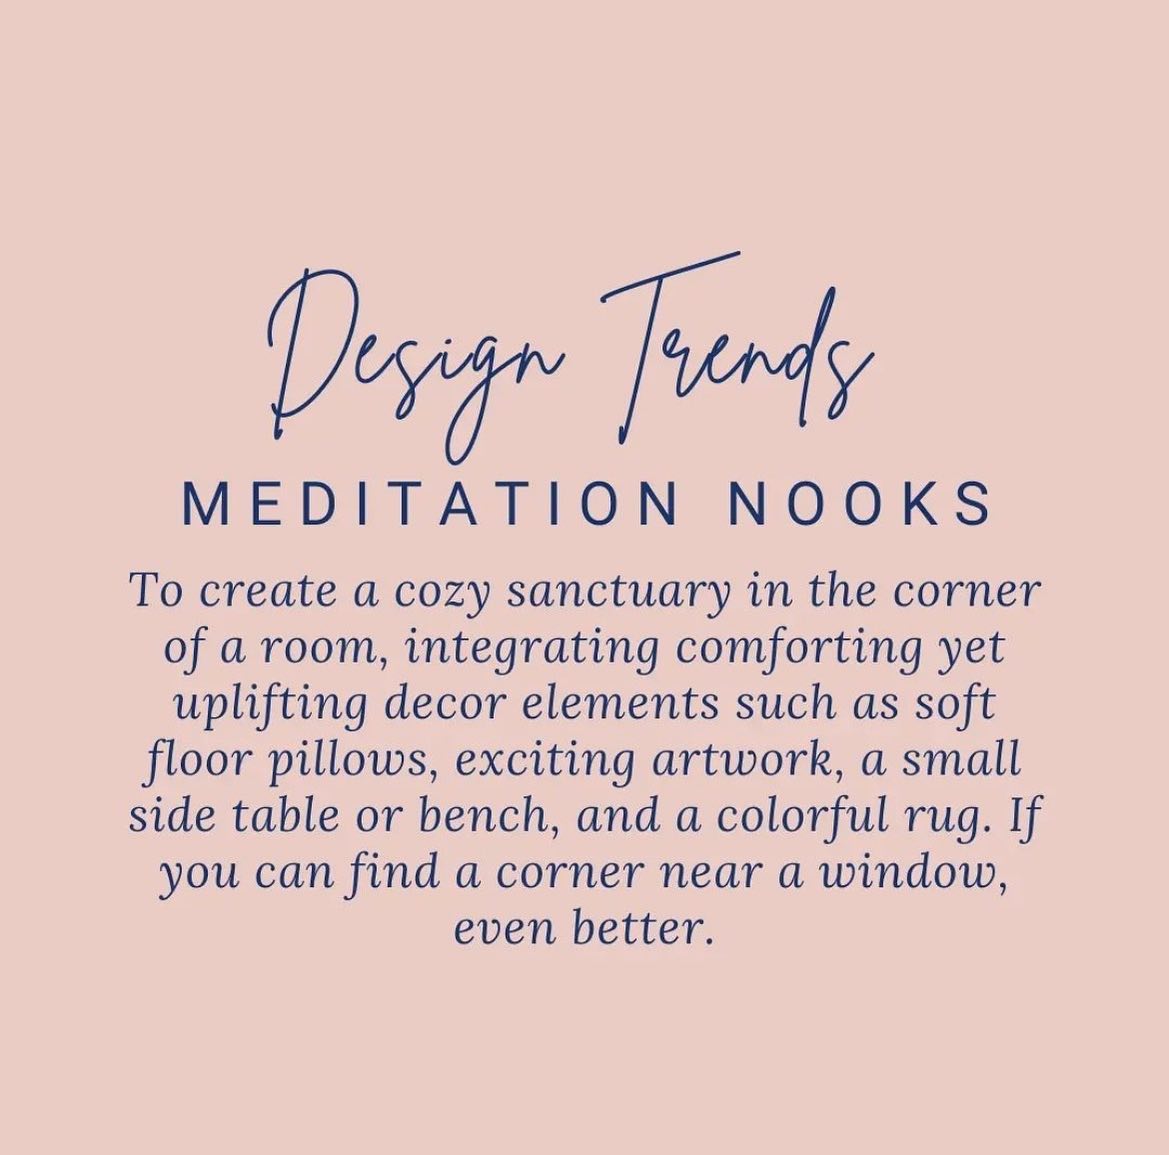 Design Trends
MEDITATION NOOKS
To create a cozy sanctuary in the corner
of a room, integrating comforting yet
uplifting decor elements such as soft
floor pillows, exciting artwork, a small
side table or bench, and a colorful rug. If
you can find a corner near a window,
even better.